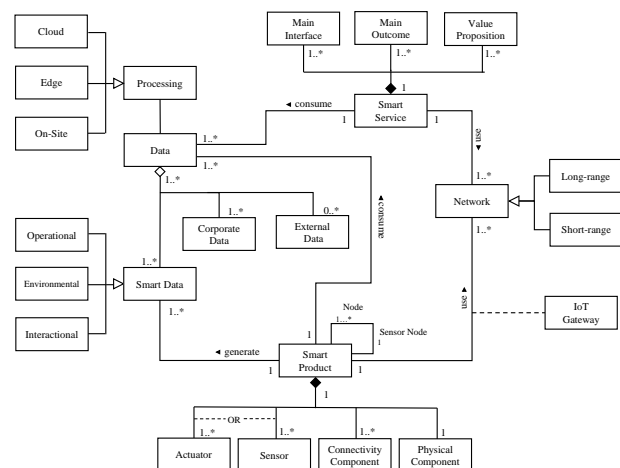 Main
Interface
1..*
Main
Outcome
1..*
Value
Proposition
1..*
Cloud
Edge
On-Site
Processing
1
◄ consume
1
Smart
Service
1
1..*
Data
1..*
1..*
use
1..*
Network
1..*
Long-range
Short-range
1..*
Corporate
Data
0..*
External
Data
consume
Operational
Environmental
Interactional
1..*
Smart Data
1..*
use
IoT
Gateway
Node
1...*
Sensor Node
1
1
◄ generate
1
Smart
Product
1
1
OR
1..*
Actuator
1..*
Sensor
1..*
Connectivity
Component
1
Physical
Component